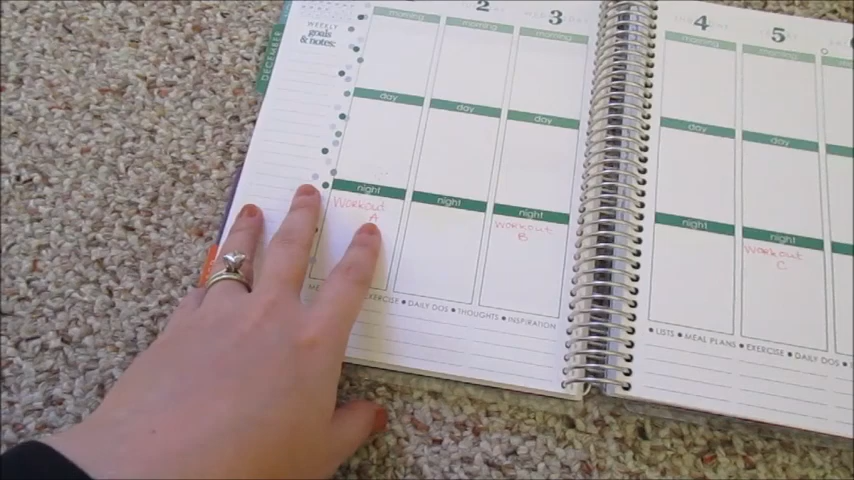 2
3
4
5
WEEKLY
goals
& notes:
DECEMBER
morning
morning
morning
morning
morning
day
day
day
day
day
night
night
night
night
night
Workout
A
Workout
B
Workout
C
EXERCISE • DAILY DOS • THOUGHTS • INSPIRATION
• LISTS • MEAL PLANS • EXERCISE • DAILY DOS •